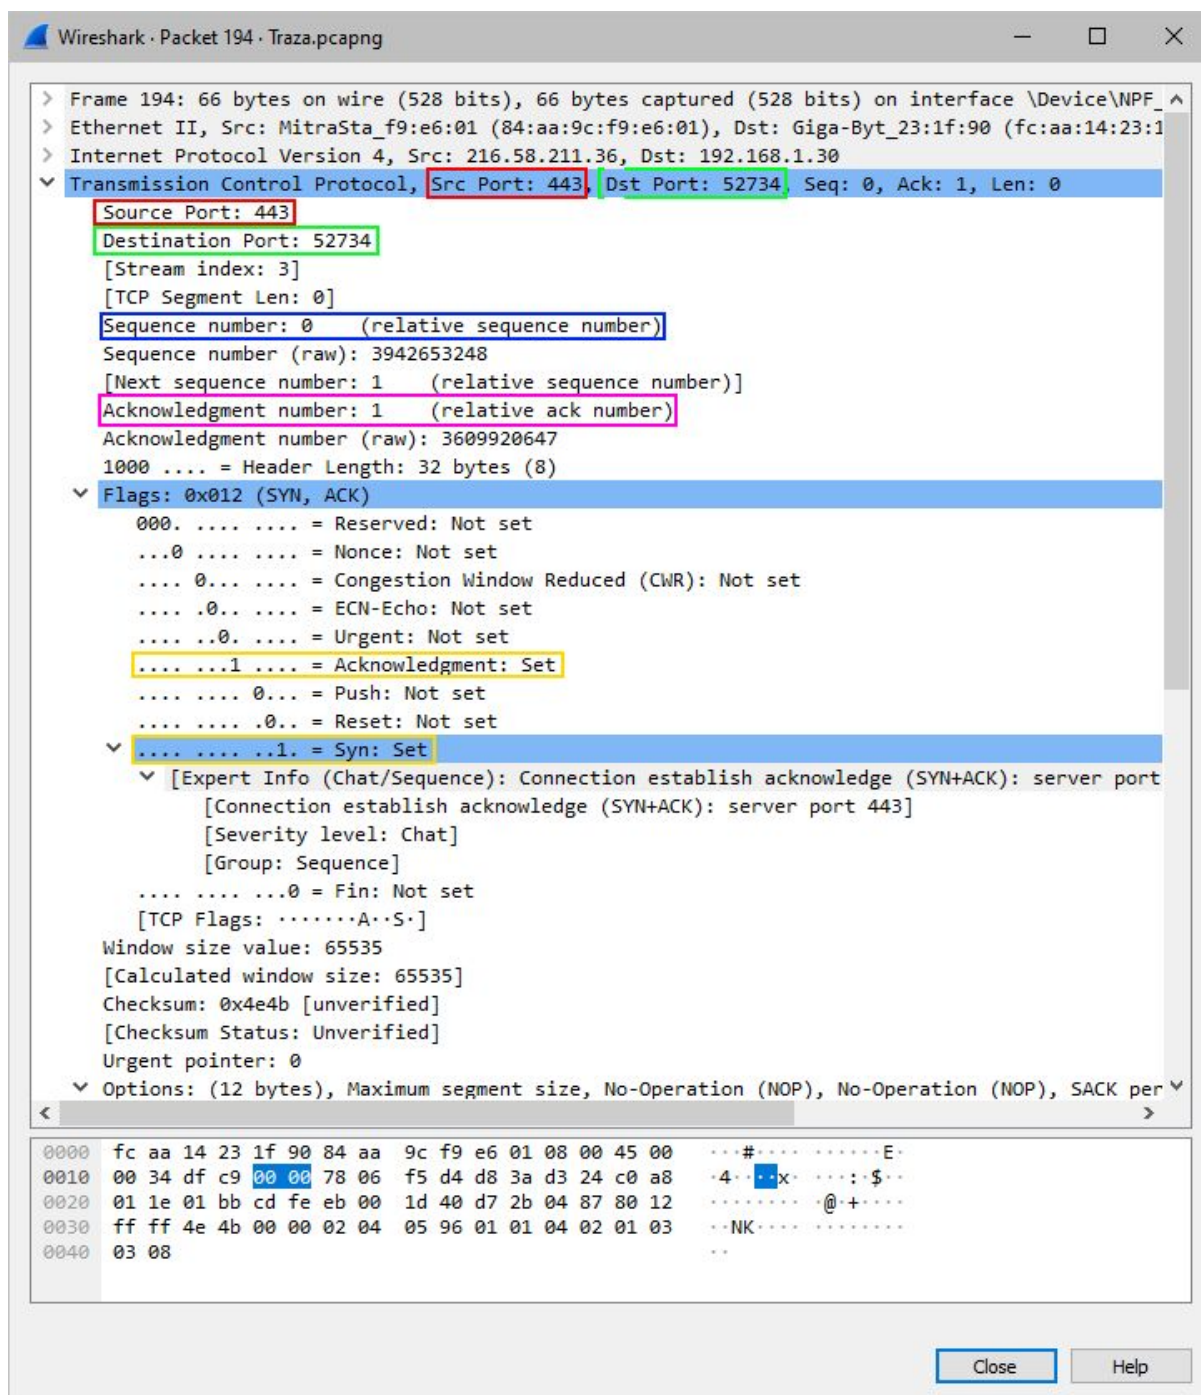 Wireshark · Packet 194 · Traza.pcapng
Frame 194: 66 bytes on wire (528 bits), 66 bytes captured (528 bits) on interface \Device\NPF_
Ethernet II, Src: MitraSta_f9:e6:01 (84:aa:9c:f9:e6:01), Dst: Giga-Byt_23:1f:90 (fc:aa:14:23:1
Internet Protocol Version 4, Src: 216.58.211.36, Dst: 192.168.1.30
Transmission Control Protocol, Src Port: 443, Dst Port: 52734, Seq: 0, Ack: 1, Len: 0
Source Port: 443
Destination Port: 52734
[Stream index: 3]
[TCP Segment Len: 0]
Sequence number: 0    (relative sequence number)
Sequence number (raw): 3942653248
[Next sequence number: 1    (relative sequence number)]
Acknowledgment number: 1    (relative ack number)
Acknowledgment number (raw): 3609920647
1000 .... = Header Length: 32 bytes (8)
Flags: 0x012 (SYN, ACK)
000. .... .... = Reserved: Not set
...0 .... .... = Nonce: Not set
.... 0... .... = Congestion Window Reduced (CWR): Not set
.... .0.. .... = ECN-Echo: Not set
.... ..0. .... = Urgent: Not set
.... ...1 .... = Acknowledgment: Set
.... .... 0... = Push: Not set
.... .... .0.. = Reset: Not set
.... .... ..1. = Syn: Set
[Expert Info (Chat/Sequence): Connection establish acknowledge (SYN+ACK): server port
[Connection establish acknowledge (SYN+ACK): server port 443]
[Severity level: Chat]
[Group: Sequence]
.... .... ...0 = Fin: Not set
[TCP Flags: ·······A··S·]
Window size value: 65535
[Calculated window size: 65535]
Checksum: 0x4e4b [unverified]
[Checksum Status: Unverified]
Urgent pointer: 0
Options: (12 bytes), Maximum segment size, No-Operation (NOP), No-Operation (NOP), SACK per
0000 fc aa 14 23 1f 90 84 aa 9c f9 e6 01 08 00 45 00 ···#···· ······E·
0010 00 34 df c9 00 00 78 06 f5 d4 d8 3a d3 24 c0 a8 ·4····x· ···:·$··
0020 01 1e 01 bb cd fe eb 00 1d 40 d7 2b 04 87 80 12 ········ ·@·+····
0030 ff ff 4e 4b 00 00 02 04 05 96 01 01 04 02 01 03 ··NK···· ········
0040 03 08 ··
Close Help